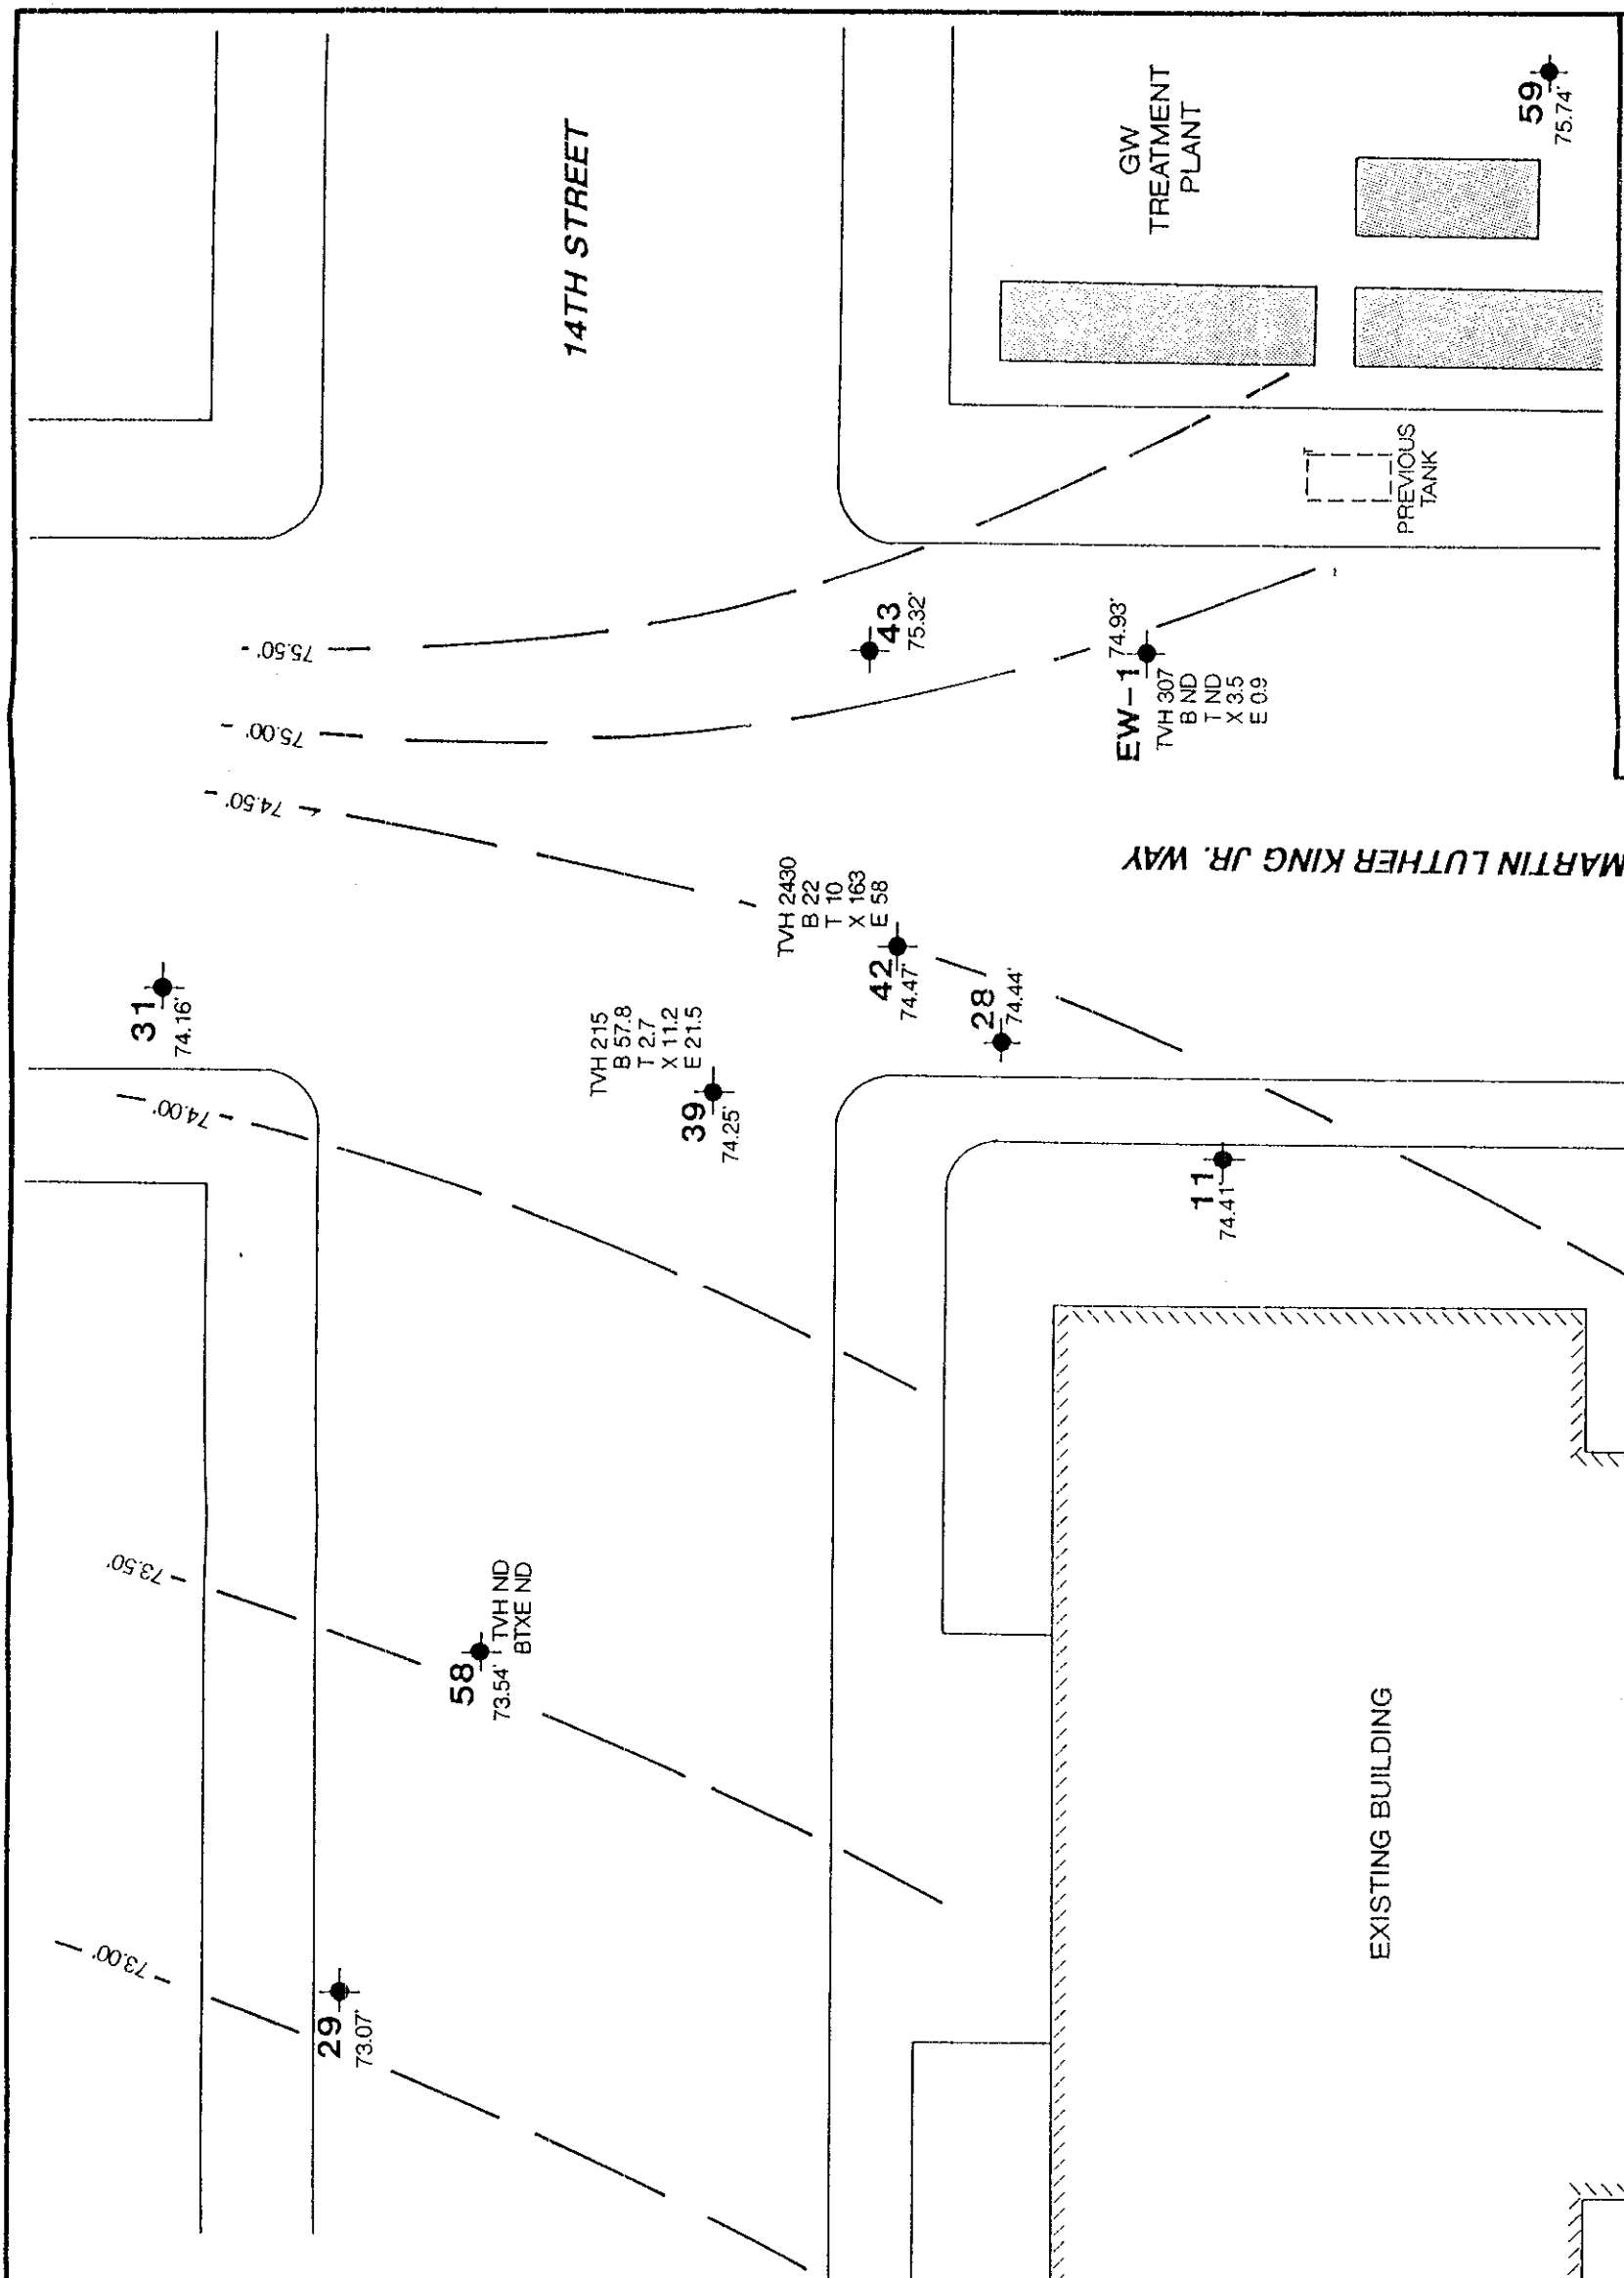 14TH STREET
GW
TREATMENT
PLANT
59
75.74'
PREVIOUS
TANK
75.50'
75.00'
74.50'
43
75.32'
EW-1
74.93'
TVH 307
B ND
T ND
X 3.5
E 0.9
MARTIN LUTHER KING JR. WAY
31
74.16'
TVH 2430
B 22
T 10
X 163
E 58
42
74.47'
28
74.44'
TVH 215
B 57.8
T 2.7
X 11.2
E 21.5
39
74.25'
74.00'
11
74.41'
73.50'
58
73.54'
TVH ND
BTXE ND
73.00'
29
73.07'
EXISTING BUILDING